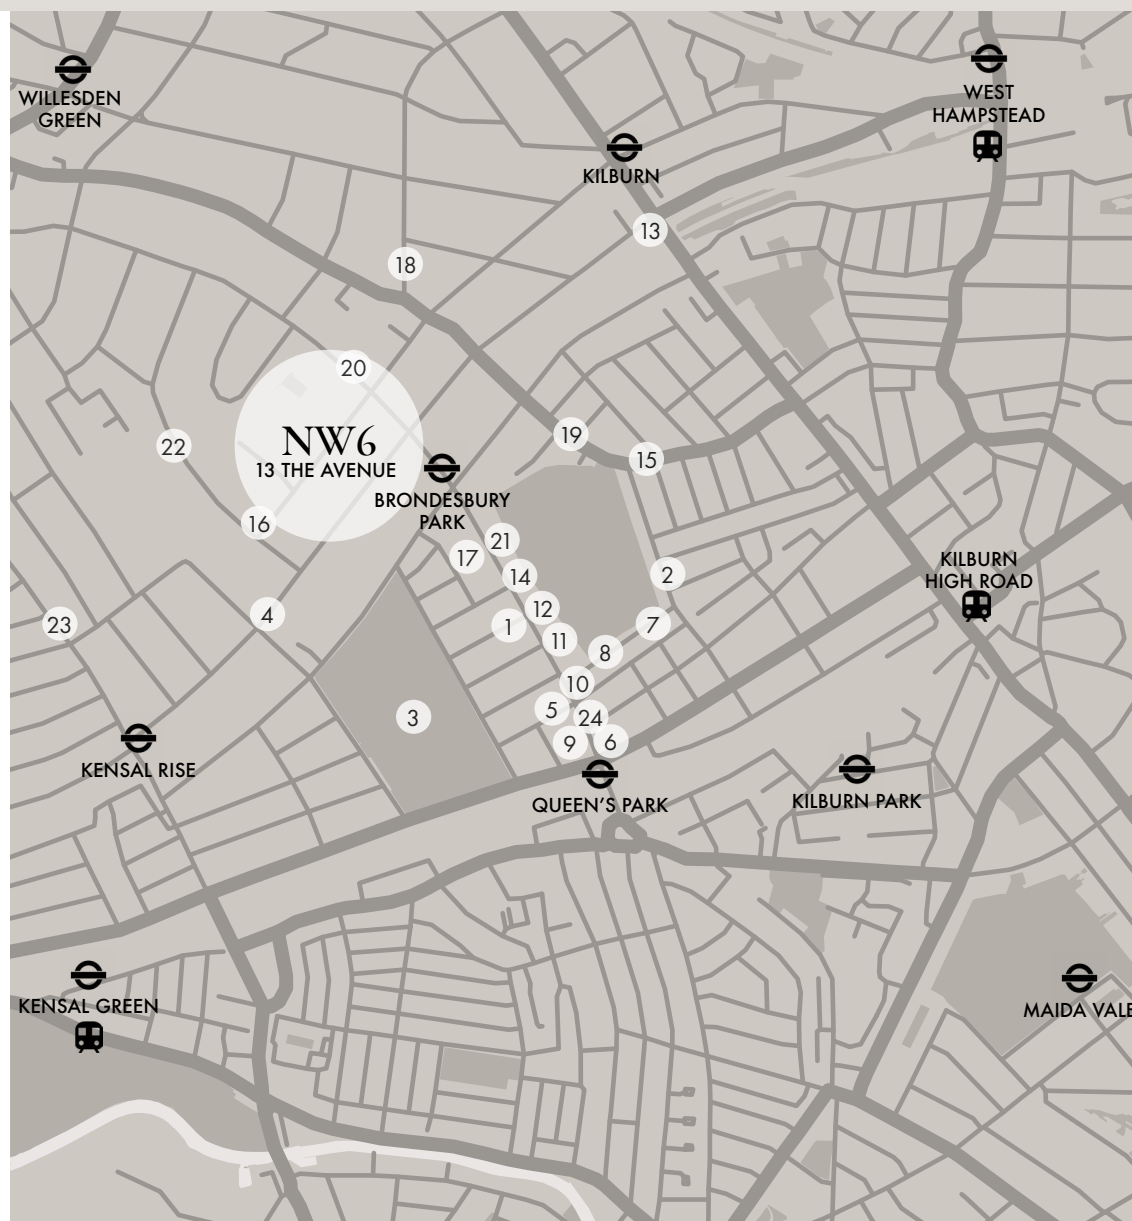 WILLESDEN
GREEN
WEST
HAMPSTEAD
KILBURN
13
18
20
NW6
13 THE AVENUE
22
19
15
BRONDESBURY
PARK
16
21
17
14
2
KILBURN
HIGH ROAD
4
23
12
1
11
7
8
10
3
5
24
9
6
KENSAL RISE
QUEEN'S PARK
KILBURN PARK
KENSAL GREEN
MAIDA VALE